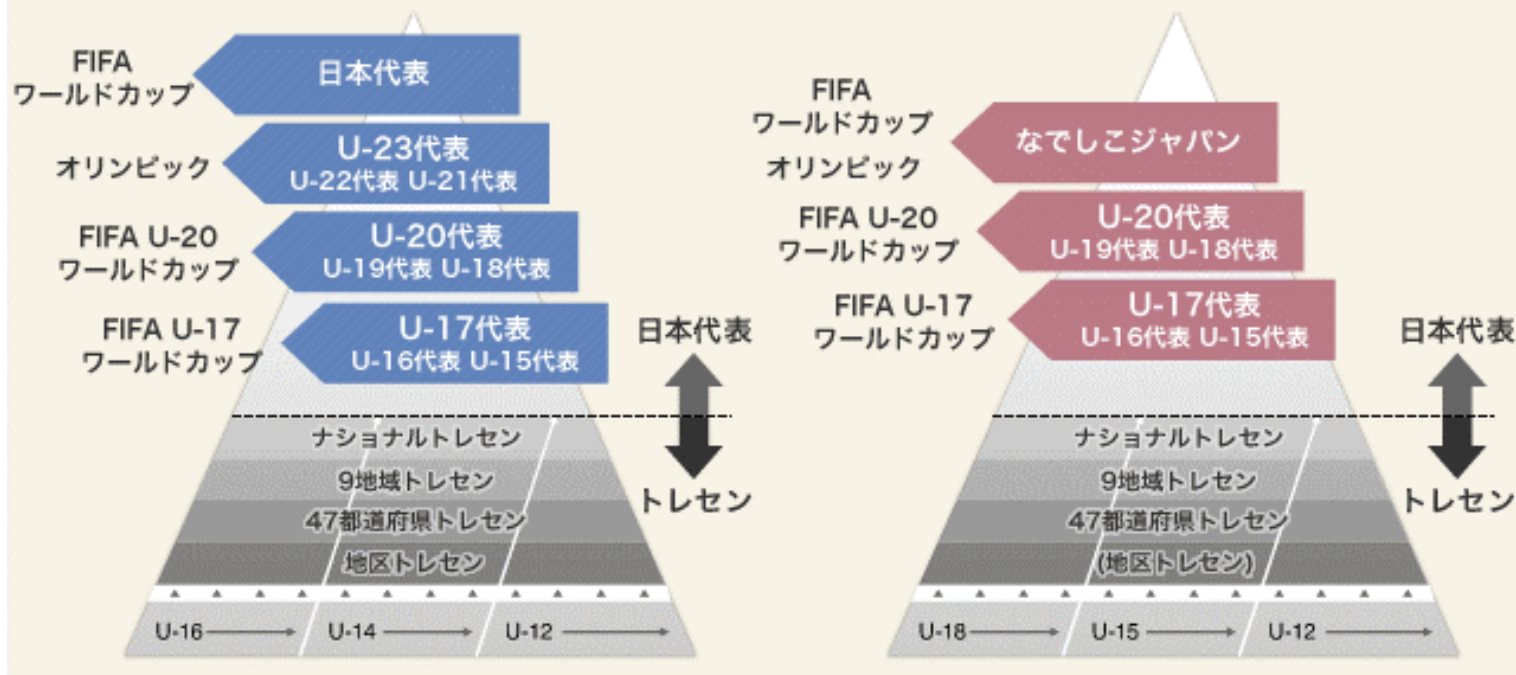 FIFA
ワールドカップ
日本代表
オリンピック
U-23代表
U-22代表 U-21代表
FIFA U-20
ワールドカップ
U-20代表
U-19代表 U-18代表
FIFA U-17
ワールドカップ
U-17代表
U-16代表 U-15代表
日本代表
トレセン
ナショナルトレセン
9地域トレセン
47都道府県トレセン
地区トレセン
U-16
U-14
U-12
FIFA
ワールドカップ
オリンピック
なでしこジャパン
FIFA U-20
ワールドカップ
U-20代表
U-19代表 U-18代表
FIFA U-17
ワールドカップ
U-17代表
U-16代表 U-15代表
日本代表
トレセン
ナショナルトレセン
9地域トレセン
47都道府県トレセン
(地区トレセン)
U-18
U-15
U-12